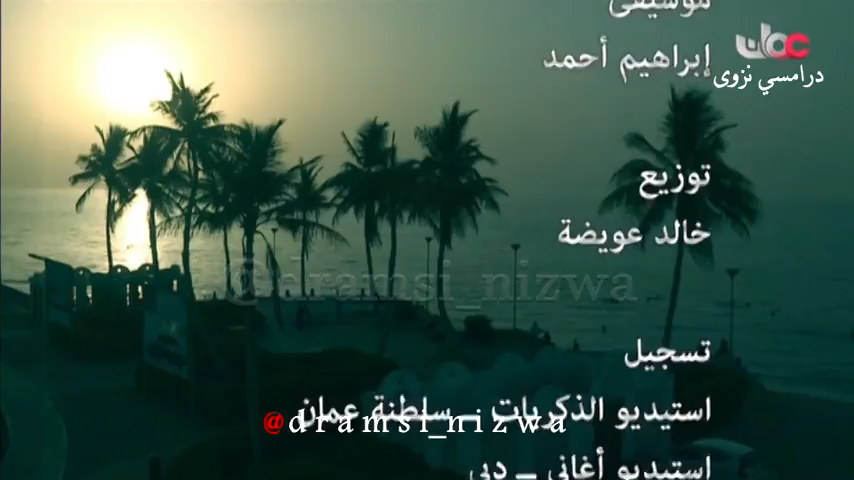 موسيقى
إبراهيم أحمد
درامسي نزوى
توزيع
خالد عويضة
@dramsi_nizwa
تسجيل
استيديو الذكريات _ سلطنة عمان
@dramsi_nizwa
استيديو أغاني _ دبي